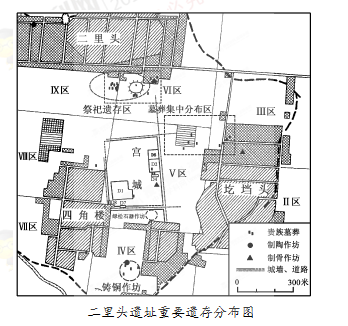 二里头
IX区
VI区
祭祀遗存区
墓葬集中分布区
III区
VIII区
宫
城
D2
D1
V区
圪垱头
II区
VII区
四角楼
绿松石器作坊
IV区
铸铜作坊
贵族墓葬
制陶作坊
制骨作坊
城墙、道路
0 300米
二里头遗址重要遗存分布图